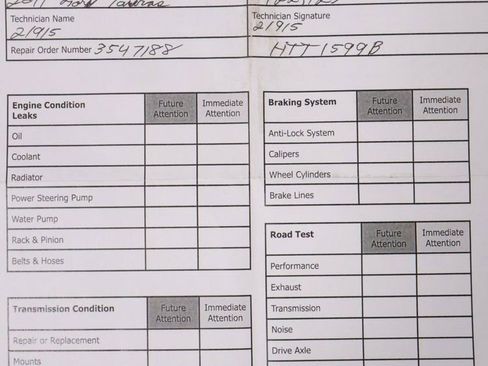 2011 Ford Taurus
Technician Name
Technician Signature
21915
21915
Repair Order Number 3547188
HTT1599B
Engine Condition
Leaks
Future
Attention
Immediate
Attention
Oil
Coolant
Radiator
Power Steering Pump
Water Pump
Rack & Pinion
Belts & Hoses
Transmission Condition
Future
Attention
Immediate
Attention
Repair or Replacement
Mounts
Braking System
Future
Attention
Immediate
Attention
Anti-Lock System
Calipers
Wheel Cylinders
Brake Lines
Road Test
Future
Attention
Immediate
Attention
Performance
Exhaust
Transmission
Noise
Drive Axle